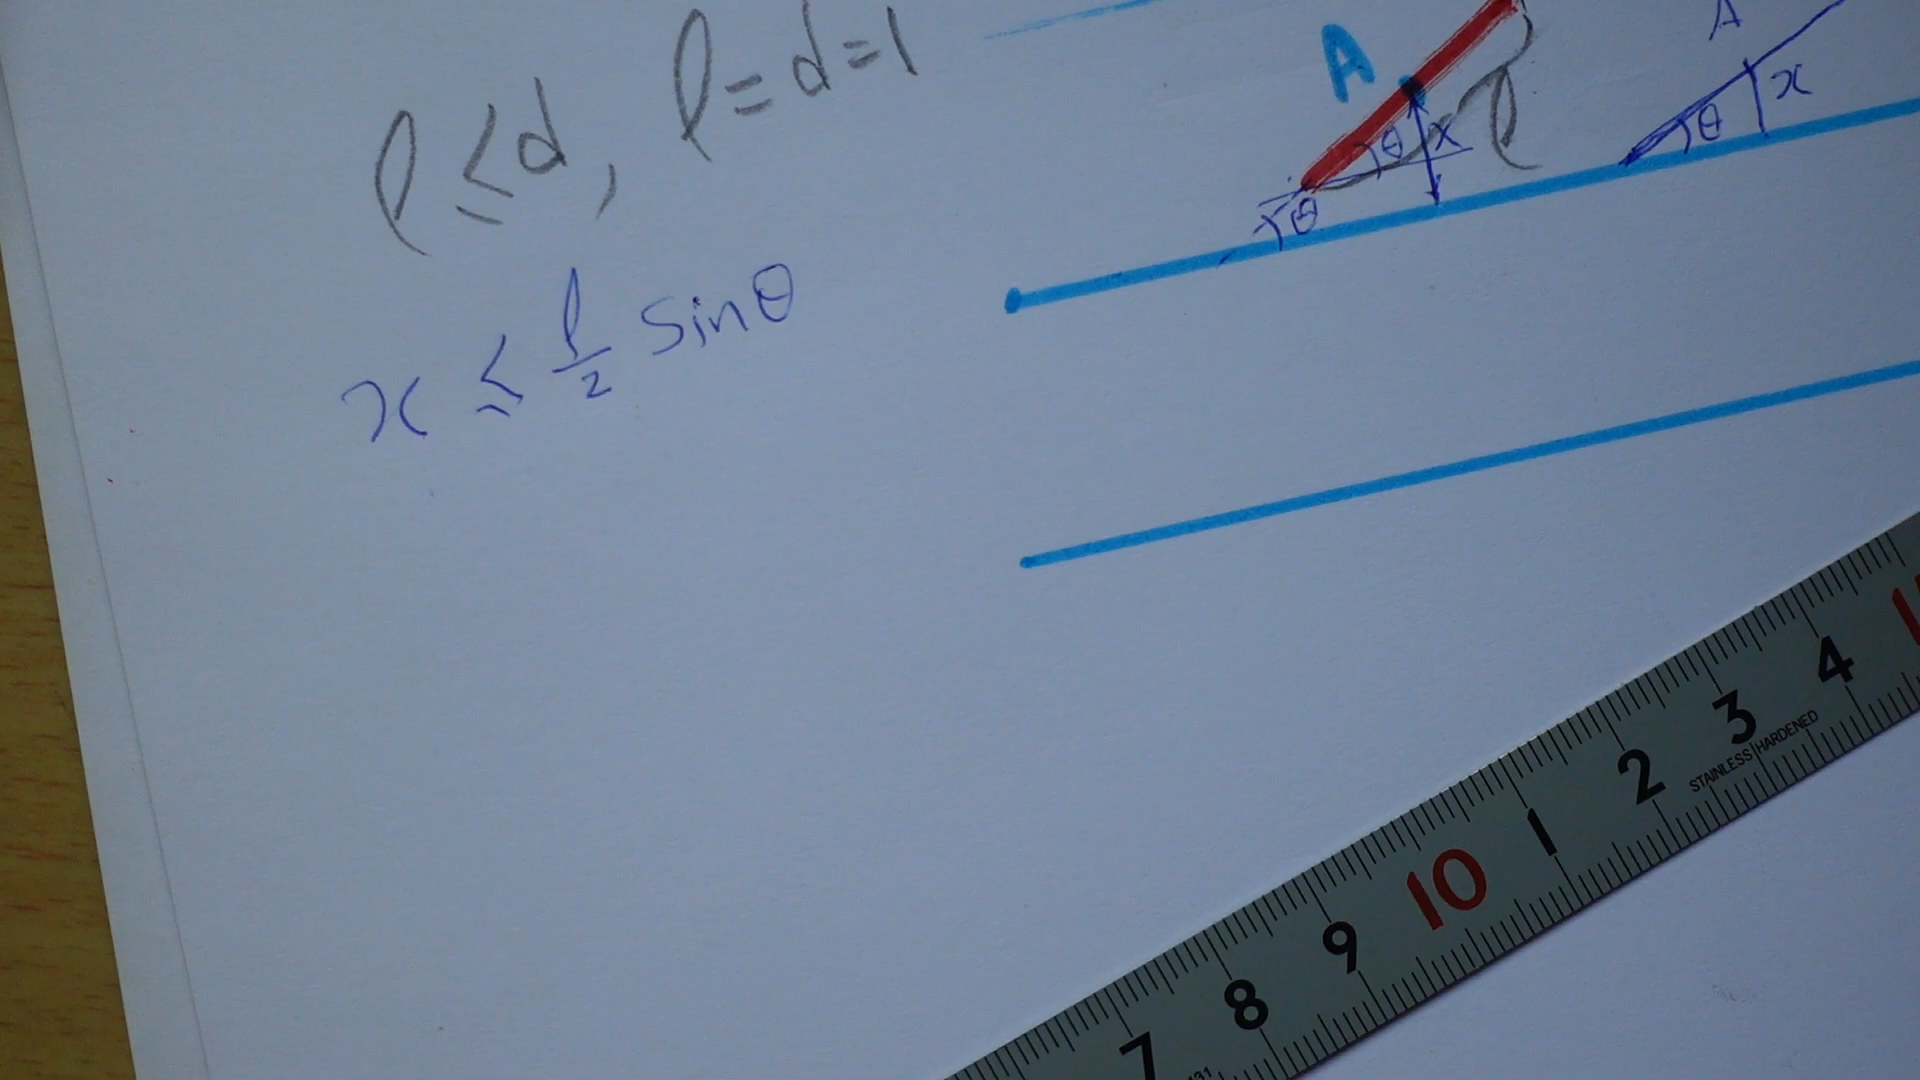 l ≤ d, l = d = 1
x ≤ l/2 sinθ
A
θ x l
θ
A
θ x
7 8 9 10 1 2 3 4
STAINLESS HARDENED